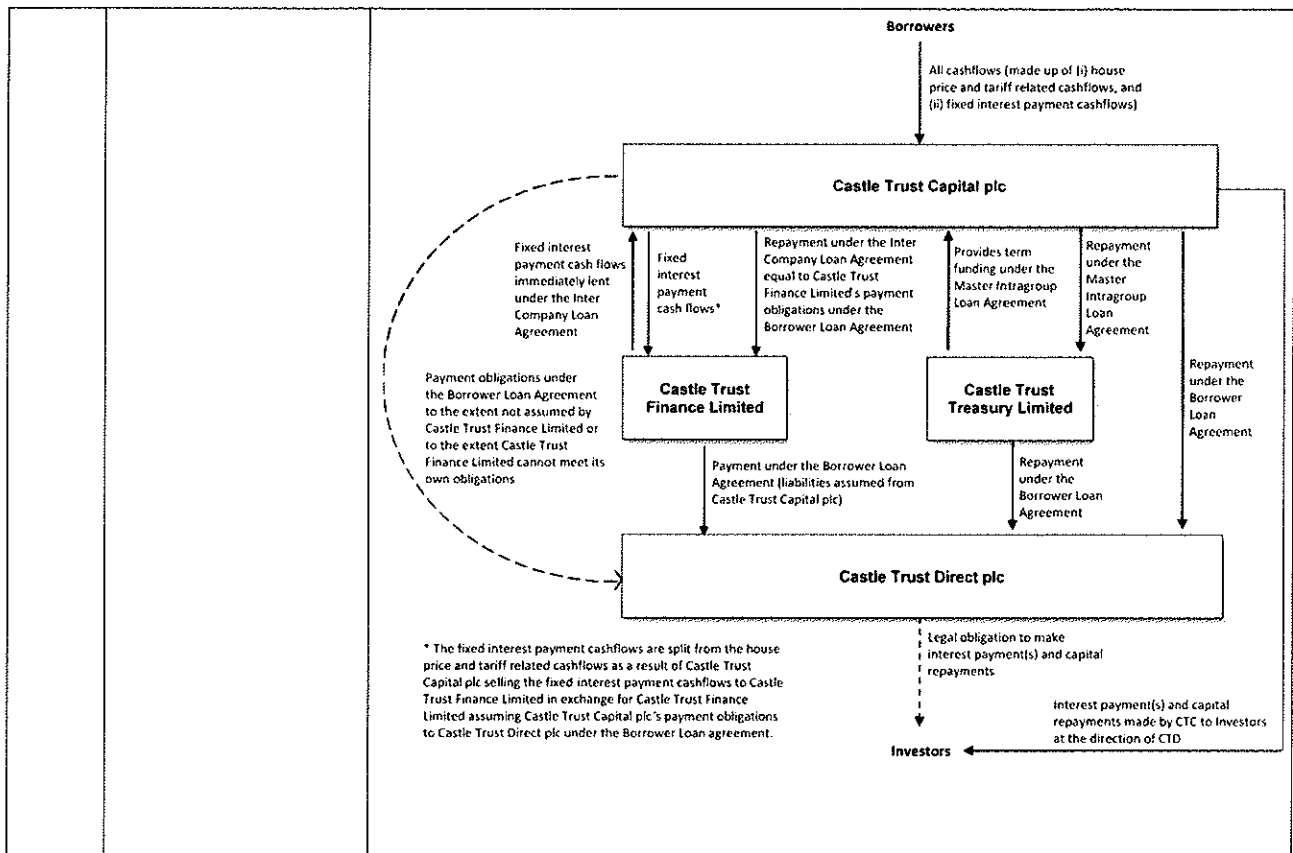 Borrowers
All cashflows (made up of (i) house
price and tariff related cashflows, and
(ii) fixed interest payment cashflows)
Castle Trust Capital plc
Fixed interest
payment cash flows
immediately lent
under the Inter
Company Loan
Agreement
Fixed
interest
payment
cash flows*
Repayment under the Inter
Company Loan Agreement
equal to Castle Trust
Finance Limited's payment
obligations under the
Borrower Loan Agreement
Provides term
funding under the
Master Intragroup
Loan Agreement
Repayment
under the
Master
Intragroup
Loan
Agreement
Repayment
under the
Borrower
Loan
Agreement
Payment obligations under
the Borrower Loan Agreement
to the extent not assumed by
Castle Trust Finance Limited or
to the extent Castle Trust
Finance Limited cannot meet its
own obligations
Castle Trust
Finance Limited
Castle Trust
Treasury Limited
Payment under the Borrower Loan
Agreement (liabilities assumed from
Castle Trust Capital plc)
Repayment
under the
Borrower Loan
Agreement
Castle Trust Direct plc
* The fixed interest payment cashflows are split from the house
price and tariff related cashflows as a result of Castle Trust
Capital plc selling the fixed interest payment cashflows to Castle
Trust Finance Limited in exchange for Castle Trust Finance
Limited assuming Castle Trust Capital plc's payment obligations
to Castle Trust Direct plc under the Borrower Loan agreement.
Legal obligation to make
interest payment(s) and capital
repayments
Interest payment(s) and capital
repayments made by CTC to Investors
at the direction of CTD
Investors